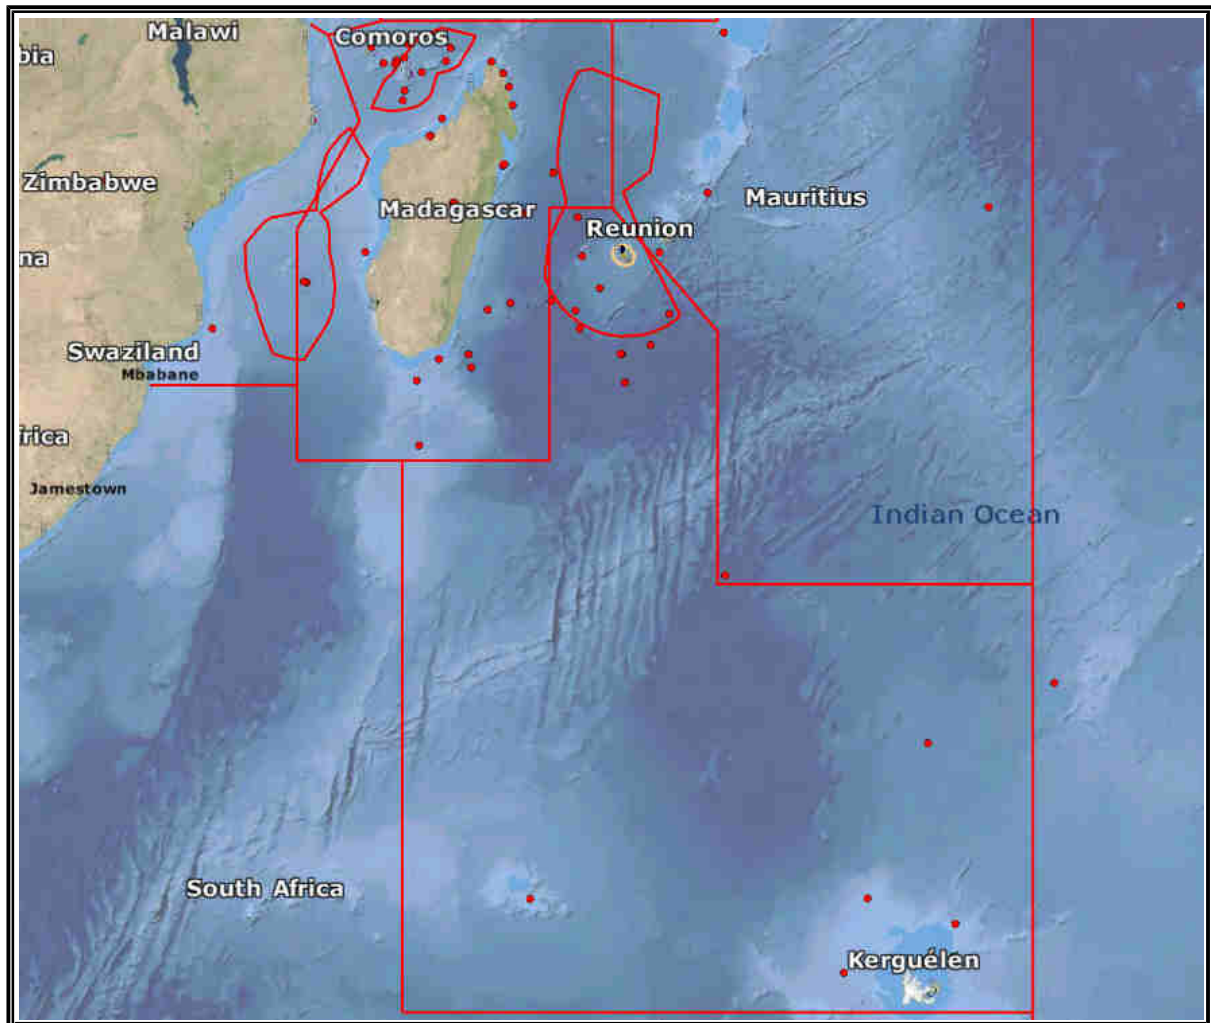 Malawi
Comoros
bia
Zimbabwe
Madagascar
Mauritius
Reunion
na
Swaziland
Mbabane
frica
Jamestown
Indian Ocean
South Africa
Kerguélen